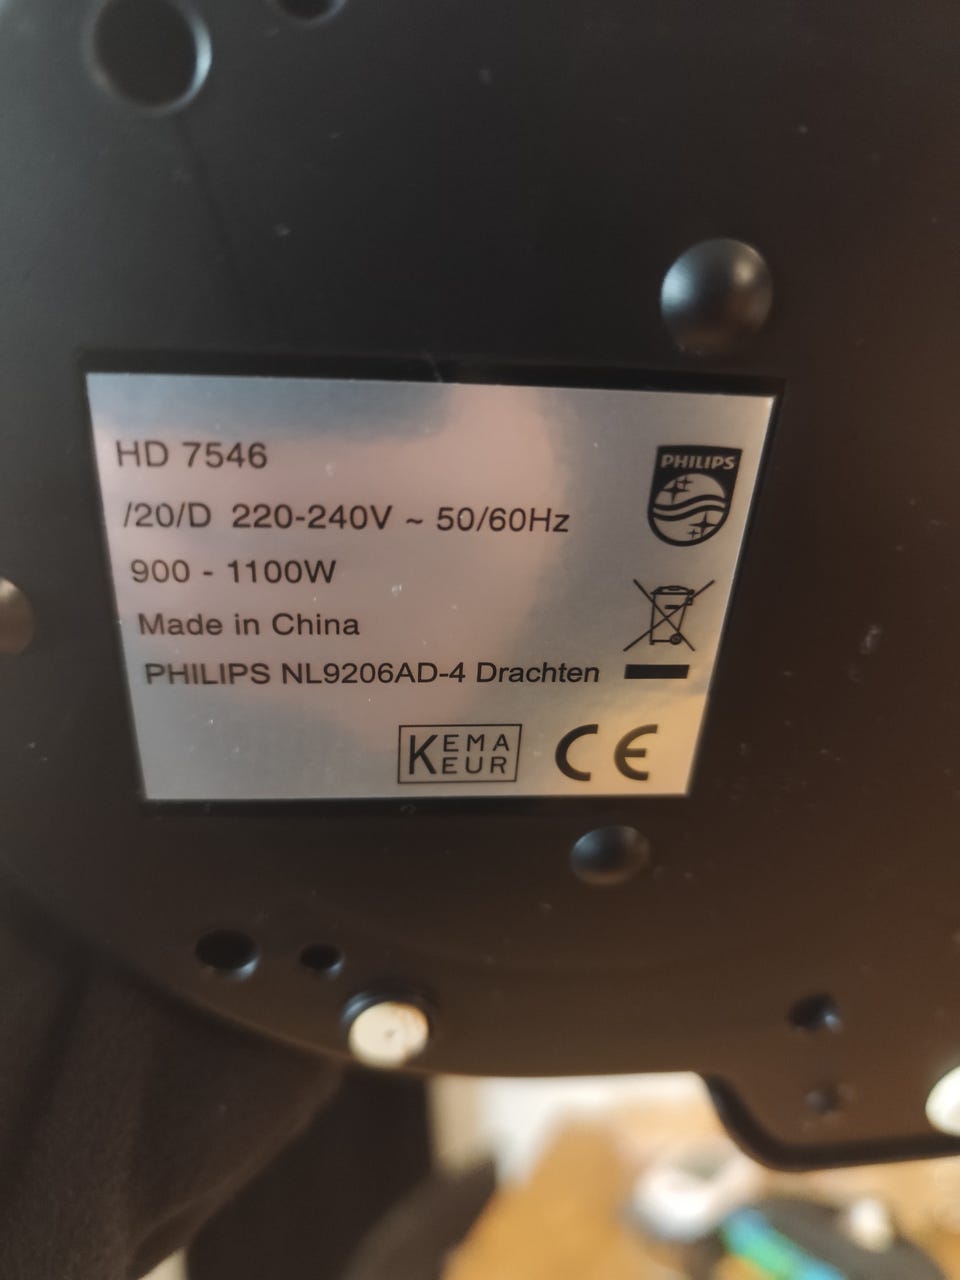 HD 7546
PHILIPS
/20/D 220-240V ~ 50/60Hz
900 - 1100W
Made in China
PHILIPS NL9206AD-4 Drachten
KEMA
KEUR
CE